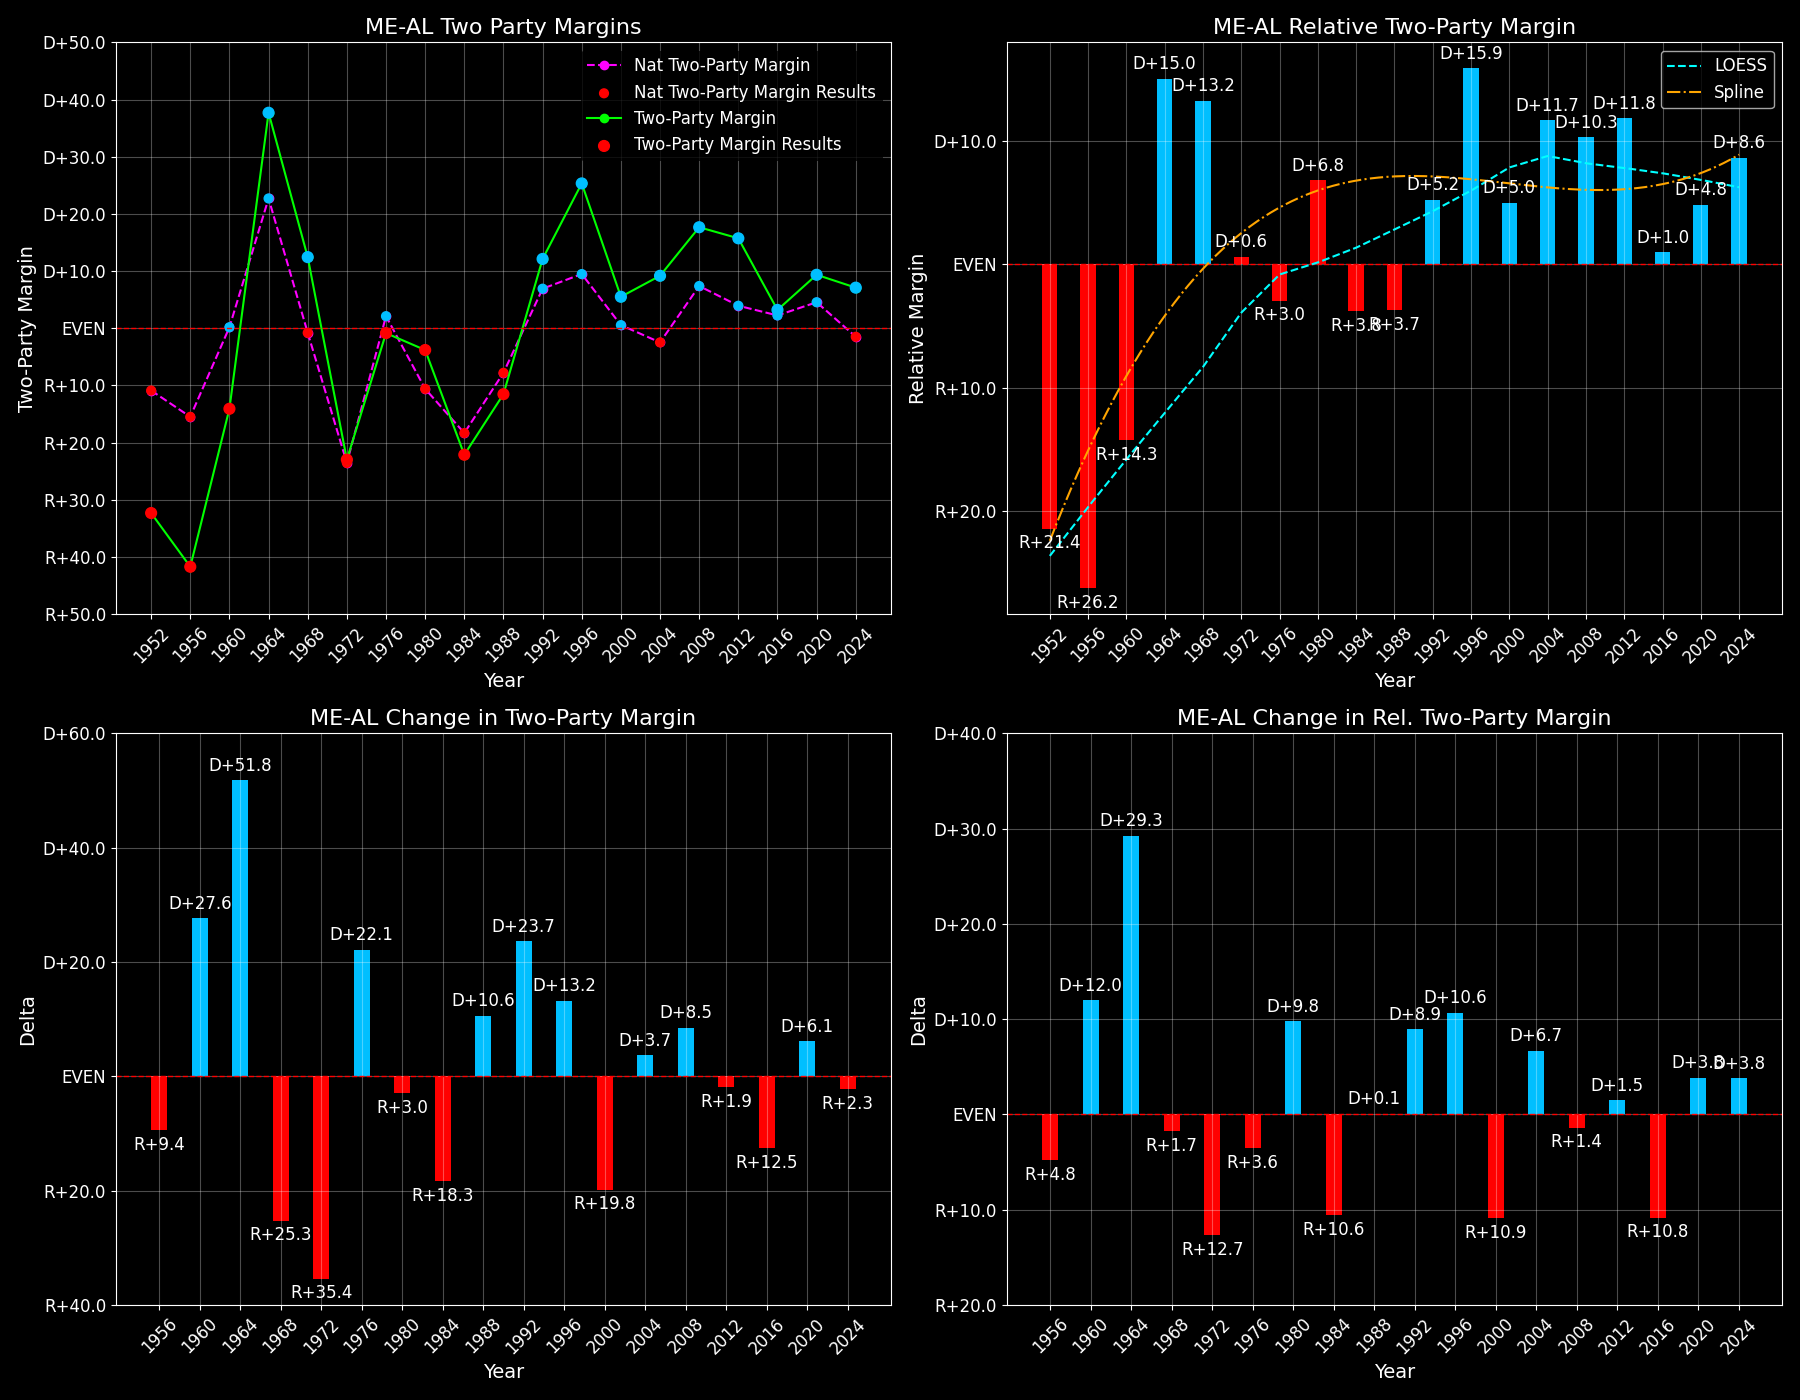 ME-AL Two Party Margins
D+50.0
D+40.0
D+30.0
D+20.0
D+10.0
EVEN
R+10.0
R+20.0
R+30.0
R+40.0
R+50.0
Two-Party Margin
Nat Two-Party Margin
Nat Two-Party Margin Results
Two-Party Margin
Two-Party Margin Results
1952 1956 1960 1964 1968 1972 1976 1980 1984 1988 1992 1996 2000 2004 2008 2012 2016 2020 2024
Year
ME-AL Relative Two-Party Margin
D+10.0
EVEN
R+10.0
R+20.0
Relative Margin
LOESS
Spline
R+21.4
R+26.2
R+14.3
D+15.0
D+13.2
D+0.6
R+3.0
D+6.8
R+3.8
R+3.7
D+5.2
D+15.9
D+5.0
D+11.7
D+10.3
D+11.8
D+1.0
D+4.8
D+8.6
1952 1956 1960 1964 1968 1972 1976 1980 1984 1988 1992 1996 2000 2004 2008 2012 2016 2020 2024
Year
ME-AL Change in Two-Party Margin
D+60.0
D+40.0
D+20.0
EVEN
R+20.0
R+40.0
Delta
R+9.4
D+27.6
D+51.8
R+25.3
R+35.4
D+22.1
R+3.0
R+18.3
D+10.6
D+23.7
D+13.2
R+19.8
D+3.7
D+8.5
R+1.9
R+12.5
D+6.1
R+2.3
1956 1960 1964 1968 1972 1976 1980 1984 1988 1992 1996 2000 2004 2008 2012 2016 2020 2024
Year
ME-AL Change in Rel. Two-Party Margin
D+40.0
D+30.0
D+20.0
D+10.0
EVEN
R+10.0
R+20.0
Delta
R+4.8
D+12.0
D+29.3
R+1.7
R+12.7
R+3.6
D+9.8
R+10.6
D+0.1
D+8.9
D+10.6
R+10.9
D+6.7
R+1.4
D+1.5
R+10.8
D+3.8
D+3.8
1956 1960 1964 1968 1972 1976 1980 1984 1988 1992 1996 2000 2004 2008 2012 2016 2020 2024
Year